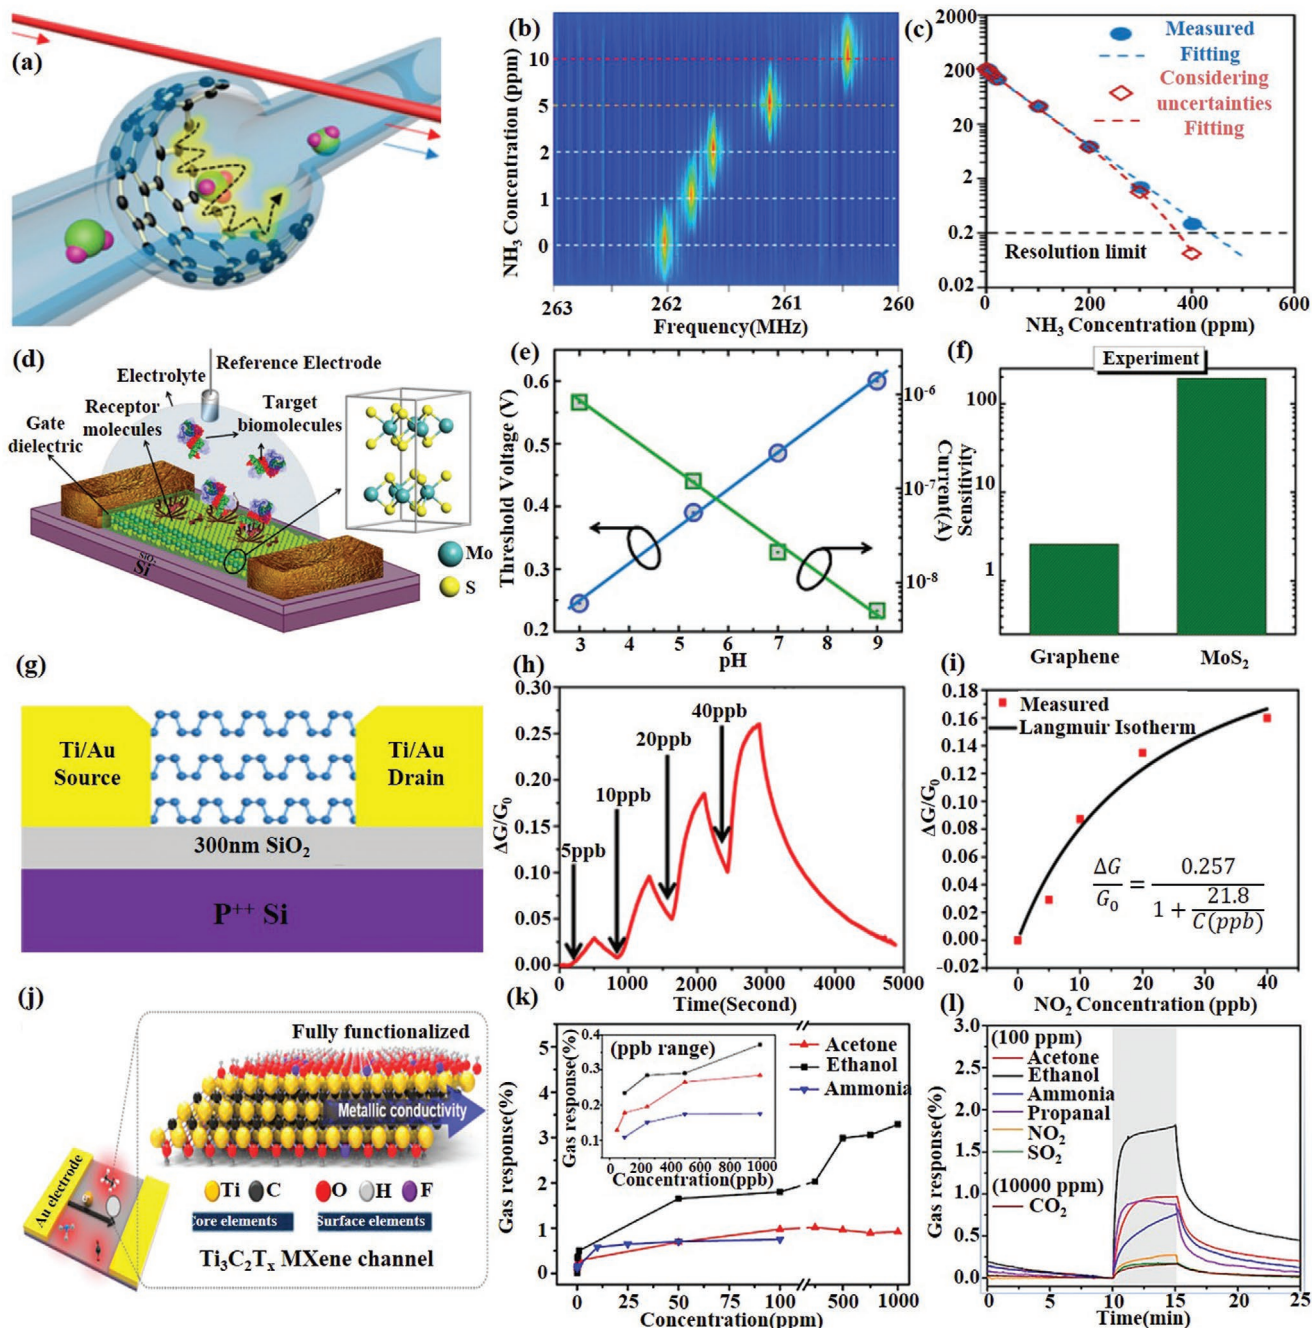 (a)
(b)
NH3 Concentration (ppm)
10
5
2
1
0
263
262
261
260
Frequency(MHz)
(c)
2000
200
20
2
0.2
0.02
Measured
Fitting
Considering
uncertainties
Fitting
Resolution limit
0
200
400
600
NH3 Concentration (ppm)
(d)
Reference Electrode
Electrolyte
Receptor
molecules
Target
biomolecules
Gate
dielectric
SiO2
Si
Mo
S
(e)
Threshold Voltage (V)
0.6
0.5
0.4
0.3
0.2
3
4
5
6
7
8
9
pH
10-6
10-7
10-8
Current(A)
(f)
Experiment
Sensitivity
100
10
1
Graphene
MoS2
(g)
Ti/Au
Source
Ti/Au
Drain
300nm SiO2
P++ Si
(h)
ΔG/G0
0.30
0.25
0.20
0.15
0.10
0.05
0.00
5ppb
10ppb
20ppb
40ppb
0
1000
2000
3000
4000
5000
Time(Second)
(i)
ΔG/G0
0.18
0.16
0.14
0.12
0.10
0.08
0.06
0.04
0.02
0.00
-0.02
Measured
Langmuir Isotherm
ΔG/G0 = 0.257/(1 + 21.8/C(ppb))
0
10
20
30
40
NO2 Concentration (ppb)
(j)
Fully functionalized
Metallic conductivity
Au electrode
Ti
C
O
H
F
Core elements
Surface elements
Ti3C2Tx MXene channel
(k)
Gas response(%)
5
4
3
2
1
0
(ppb range)
Gas response(%)
0.4
0.3
0.2
0.1
0
250
500
750
1000
Concentration(ppb)
Acetone
Ethanol
Ammonia
0
25
50
75
100
500
1000
Concentration(ppm)
(l)
Gas response(%)
3.0
2.5
2.0
1.5
1.0
0.5
0.0
(100 ppm)
Acetone
Ethanol
Ammonia
Propanal
NO2
SO2
(10000 ppm)
CO2
0
5
10
15
20
25
Time(min)